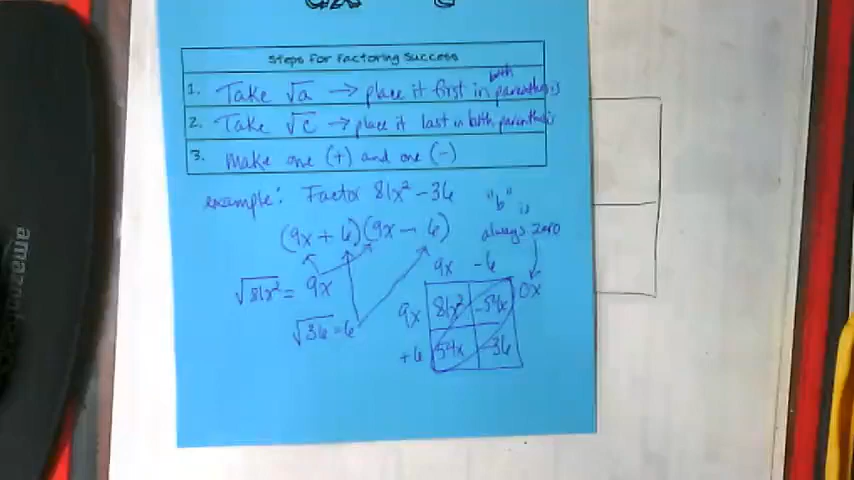 Steps for Factoring Success
1. Take √a → place it first in both parenthesis
2. Take √c → place it last in both parenthesis
3. Make one (+) and one (-)
example: Factor 81x² - 36
(9x + 6)(9x - 6)
"b" is always zero
√81x² = 9x
√36 = 6
9x -6
9x 81x² -54x 0x
+6 54x -36
amazon